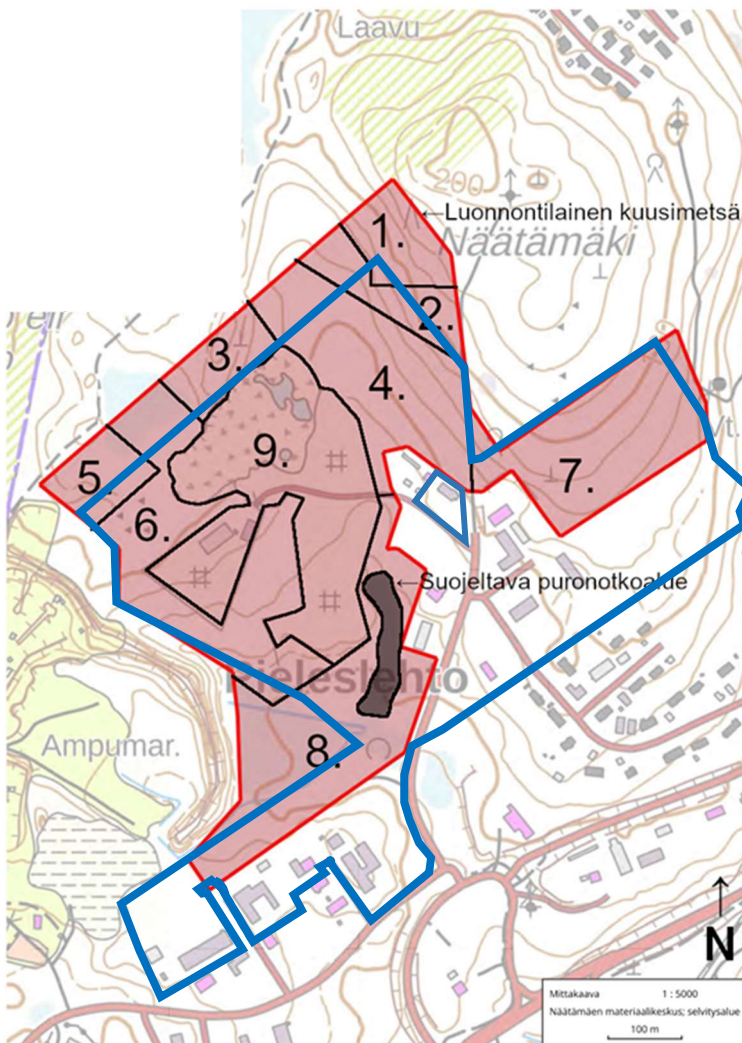 Laavu
200
1.
Luonnontilainen kuusimetsä
Näätämäki
2.
3.
4.
9.
5.
7.
6.
Suojeltava puronotkoalue
Pieleslehto
Ampumar.
8.
N
Mittakaava 1 : 5000
Näätämäen materiaalikeskus; selvitysalue
100 m